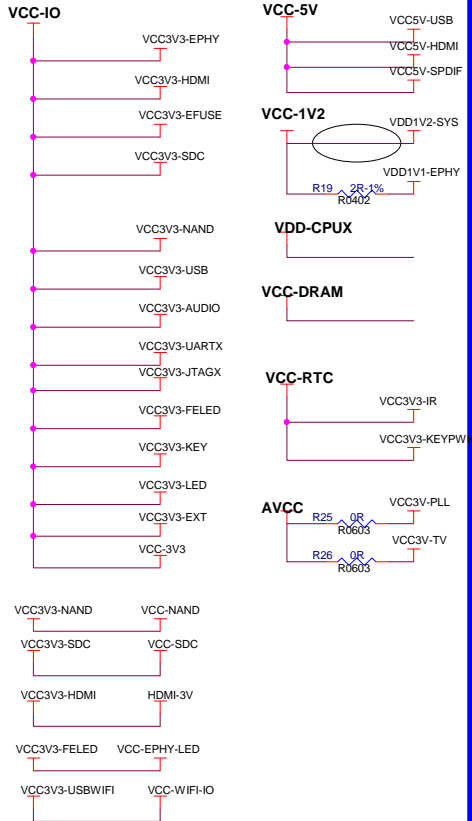 VCC-IO
VCC3V3-EPHY
VCC3V3-HDMI
VCC3V3-EFUSE
VCC3V3-SDC
VCC3V3-NAND
VCC3V3-USB
VCC3V3-AUDIO
VCC3V3-UARTX
VCC3V3-JTAGX
VCC3V3-FELED
VCC3V3-KEY
VCC3V3-LED
VCC3V3-EXT
VCC-3V3
VCC3V3-NAND VCC-NAND
VCC3V3-SDC VCC-SDC
VCC3V3-HDMI HDMI-3V
VCC3V3-FELED VCC-EPHY-LED
VCC3V3-USBWIFI VCC-WIFI-IO
VCC-5V
VCC5V-USB
VCC5V-HDMI
VCC5V-SPDIF
VCC-1V2
VDD1V2-SYS
VDD1V1-EPHY
R19 2R-1%
R0402
VDD-CPUX
VCC-DRAM
VCC-RTC
VCC3V3-IR
VCC3V3-KEYPW
AVCC
VCC3V-PLL
R25 0R
R0603
VCC3V-TV
R26 0R
R0603